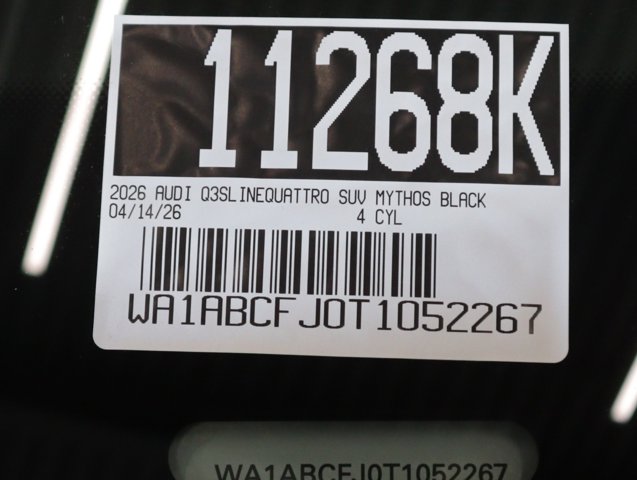 11268K
2026 AUDI Q3SLINEQUATTRO SUV MYTHOS BLACK
04/14/26 4 CYL
WA1ABCFJ0T1052267
WA1ABCFJ0T1052267